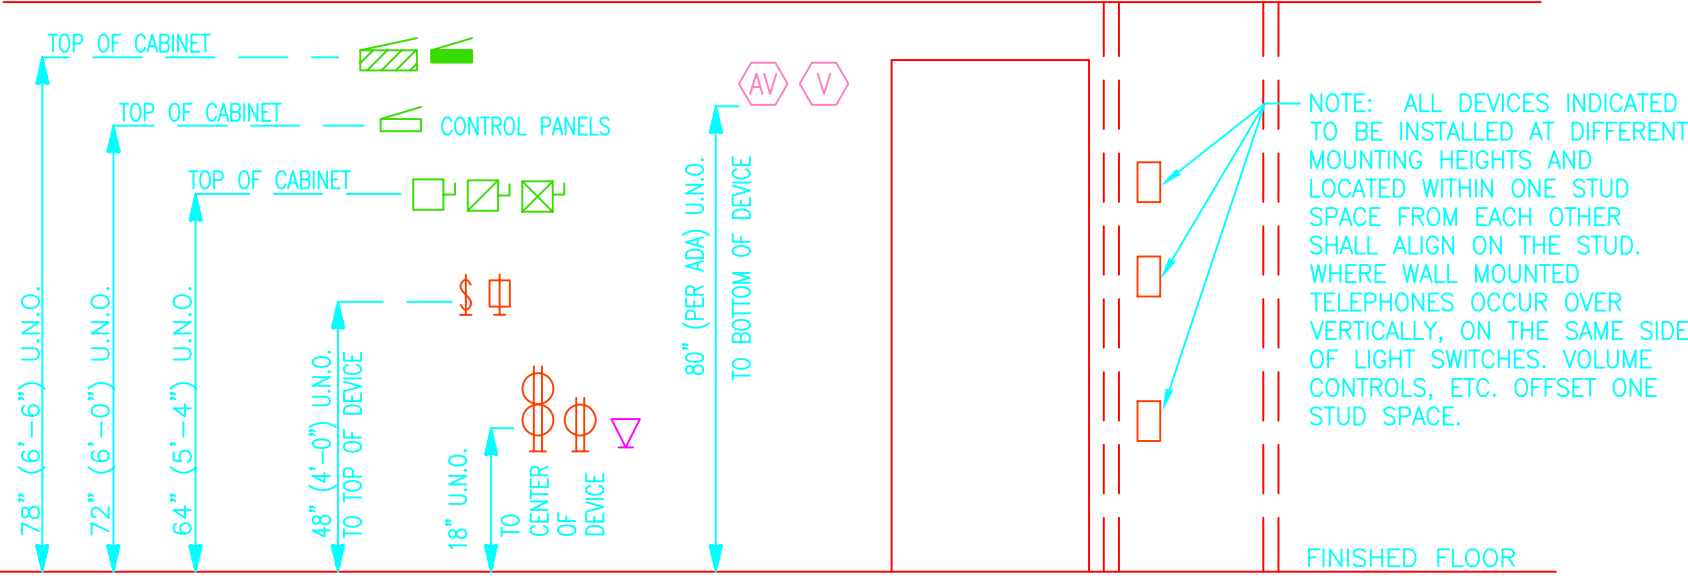 TOP OF CABINET
TOP OF CABINET
CONTROL PANELS
TOP OF CABINET
78" (6'-6") U.N.O.
72" (6'-0") U.N.O.
64" (5'-4") U.N.O.
48" (4'-0") U.N.O.
TO TOP OF DEVICE
18" U.N.O.
TO
CENTER
OF
DEVICE
AV
V
80" (PER ADA) U.N.O.
TO BOTTOM OF DEVICE
NOTE: ALL DEVICES INDICATED
TO BE INSTALLED AT DIFFERENT
MOUNTING HEIGHTS AND
LOCATED WITHIN ONE STUD
SPACE FROM EACH OTHER
SHALL ALIGN ON THE STUD.
WHERE WALL MOUNTED
TELEPHONES OCCUR OVER
VERTICALLY, ON THE SAME SIDE
OF LIGHT SWITCHES. VOLUME
CONTROLS, ETC. OFFSET ONE
STUD SPACE.
FINISHED FLOOR